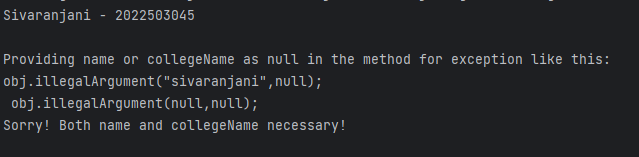 Sivaranjani - 2022503045
Providing name or collegeName as null in the method for exception like this:
obj.illegalArgument("sivaranjani",null);
obj.illegalArgument(null,null);
Sorry! Both name and collegeName necessary!